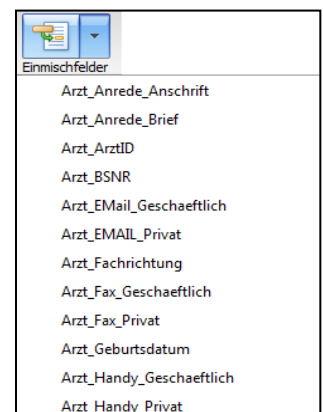 Einmischfelder
Arzt_Anrede_Anschrift
Arzt_Anrede_Brief
Arzt_ArztID
Arzt_BSNR
Arzt_EMail_Geschaeftlich
Arzt_EMAIL_Privat
Arzt_Fachrichtung
Arzt_Fax_Geschaeftlich
Arzt_Fax_Privat
Arzt_Geburtsdatum
Arzt_Handy_Geschaeftlich
Arzt_Handy_Privat